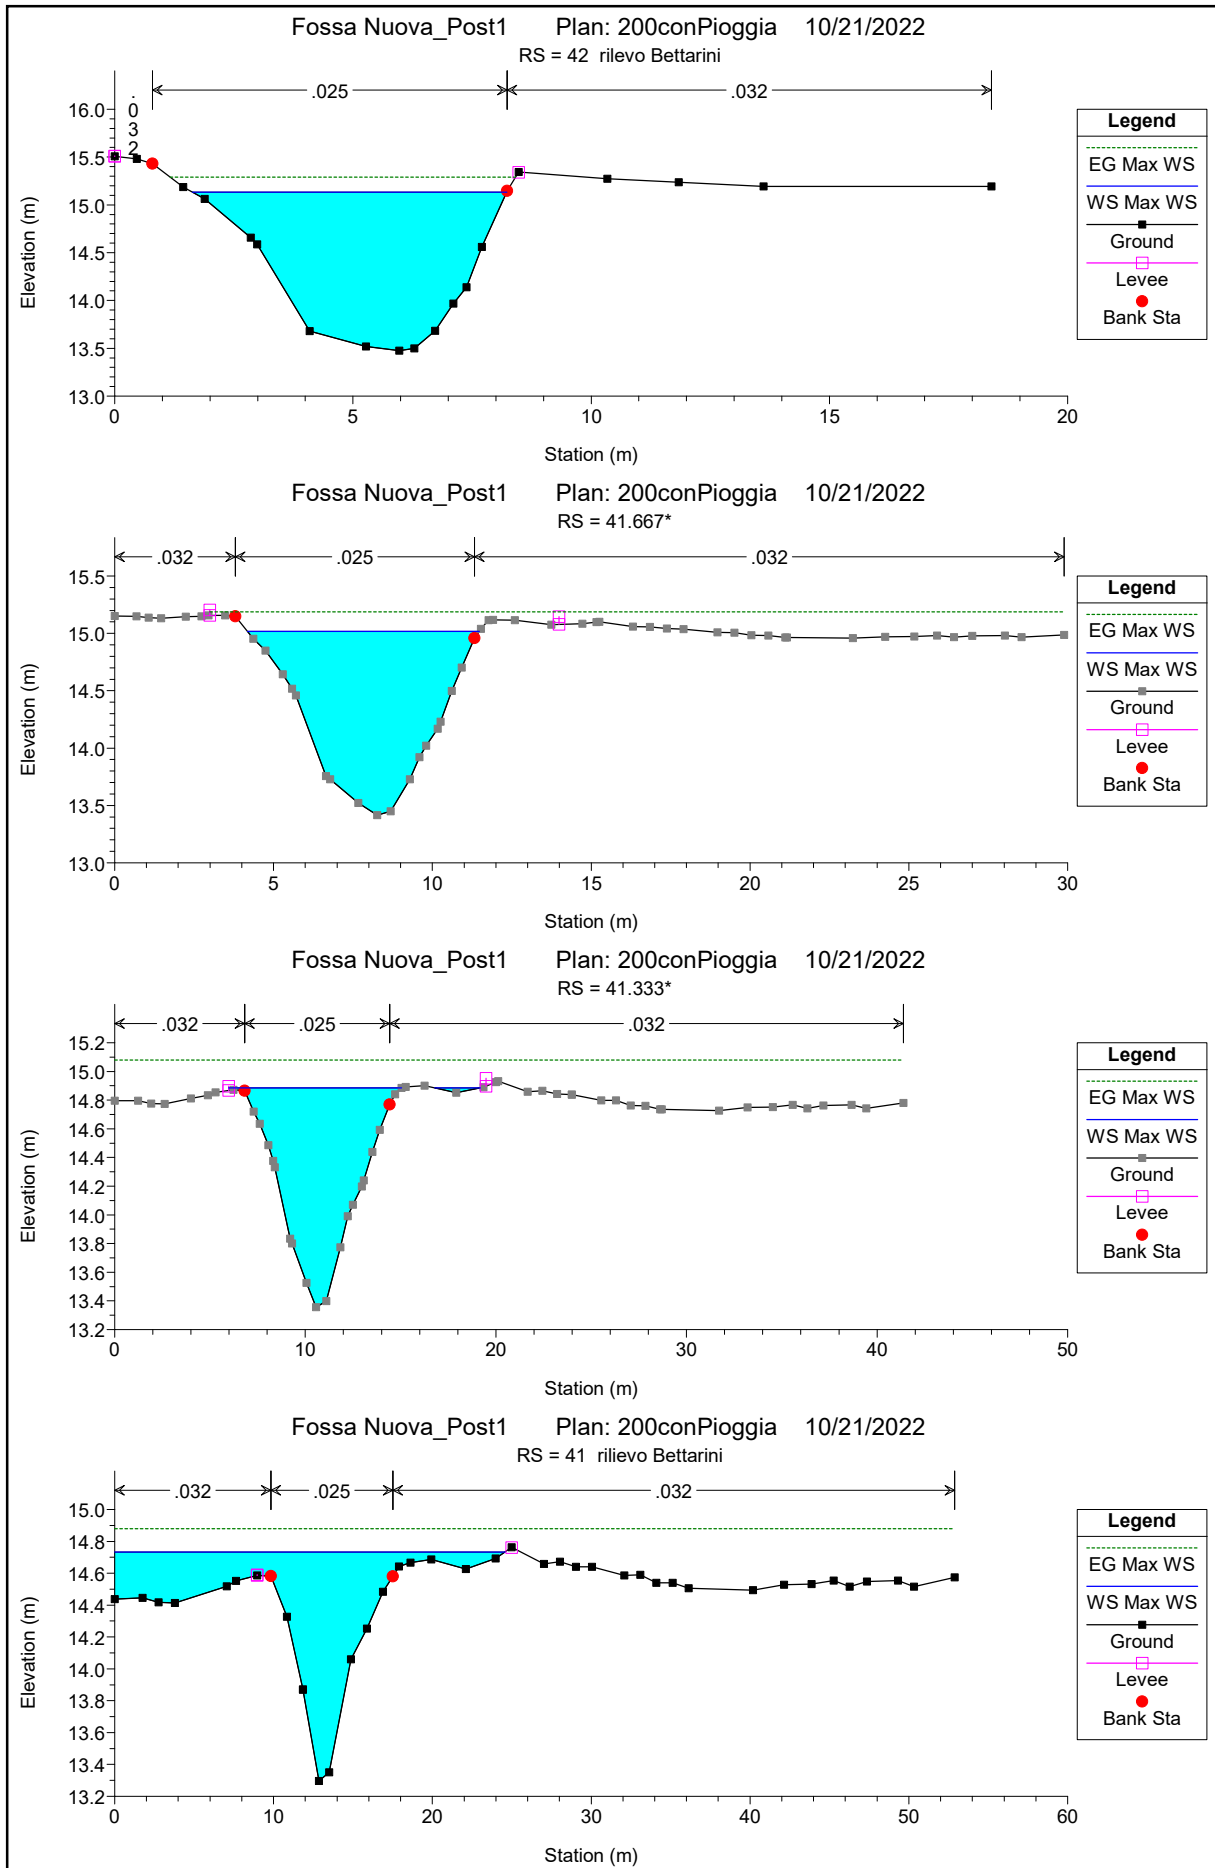 Fossa Nuova_Post1 Plan: 200conPioggia 10/21/2022
RS = 42 rilevo Bettarini
.032
.025
.032
16.0
15.5
15.0
14.5
14.0
13.5
13.0
Elevation (m)
0 5 10 15 20
Station (m)
Legend
EG Max WS
WS Max WS
Ground
Levee
Bank Sta
Fossa Nuova_Post1 Plan: 200conPioggia 10/21/2022
RS = 41.667*
.032
.025
.032
15.5
15.0
14.5
14.0
13.5
13.0
Elevation (m)
0 5 10 15 20 25 30
Station (m)
Legend
EG Max WS
WS Max WS
Ground
Levee
Bank Sta
Fossa Nuova_Post1 Plan: 200conPioggia 10/21/2022
RS = 41.333*
.032
.025
.032
15.2
15.0
14.8
14.6
14.4
14.2
14.0
13.8
13.6
13.4
13.2
Elevation (m)
0 10 20 30 40 50
Station (m)
Legend
EG Max WS
WS Max WS
Ground
Levee
Bank Sta
Fossa Nuova_Post1 Plan: 200conPioggia 10/21/2022
RS = 41 rilievo Bettarini
.032
.025
.032
15.0
14.8
14.6
14.4
14.2
14.0
13.8
13.6
13.4
13.2
Elevation (m)
0 10 20 30 40 50 60
Station (m)
Legend
EG Max WS
WS Max WS
Ground
Levee
Bank Sta